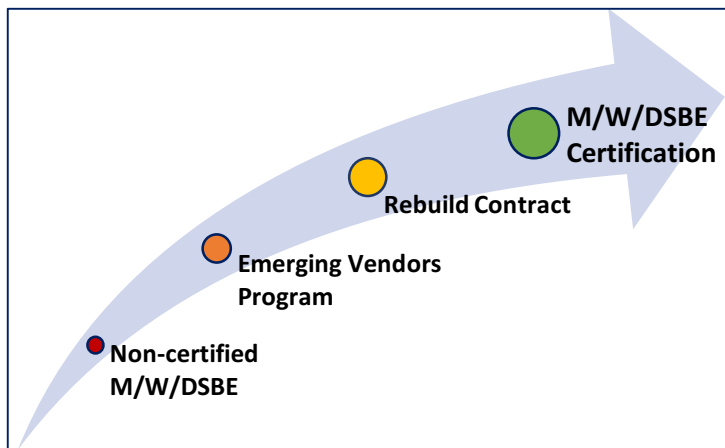 M/W/DSBE
Certification
Rebuild Contract
Emerging Vendors
Program
Non-certified
M/W/DSBE